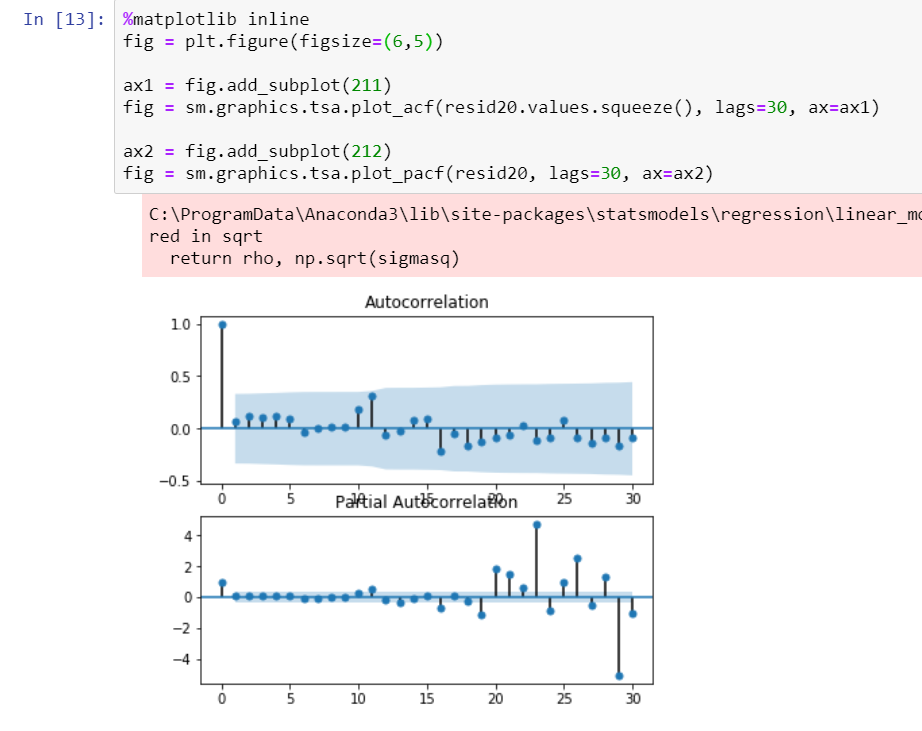 In [13]: %matplotlib inline
fig = plt.figure(figsize=(6,5))
ax1 = fig.add_subplot(211)
fig = sm.graphics.tsa.plot_acf(resid20.values.squeeze(), lags=30, ax=ax1)
ax2 = fig.add_subplot(212)
fig = sm.graphics.tsa.plot_pacf(resid20, lags=30, ax=ax2)
C:\ProgramData\Anaconda3\lib\site-packages\statsmodels\regression\linear_mo
red in sqrt
return rho, np.sqrt(sigmasq)
Autocorrelation
1.0
0.5
0.0
−0.5
0 5 10 15 20 25 30
Partial Autocorrelation
4
2
0
−2
−4
0 5 10 15 20 25 30